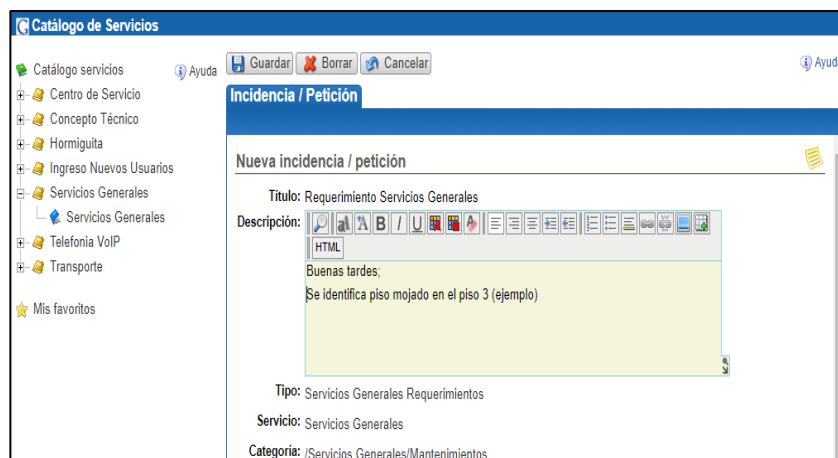 Catálogo de Servicios
Catálogo servicios
Ayuda
Centro de Servicio
Concepto Técnico
Hormiguita
Ingreso Nuevos Usuarios
Servicios Generales
Servicios Generales
Telefonia VoIP
Transporte
Mis favoritos
Guardar Borrar Cancelar
Ayuda
Incidencia / Petición
Nueva incidencia / petición
Título: Requerimiento Servicios Generales
Descripción:
HTML
Buenas tardes;
Se identifica piso mojado en el piso 3 (ejemplo)
Tipo: Servicios Generales Requerimientos
Servicio: Servicios Generales
Categoría: /Servicios Generales/Mantenimientos